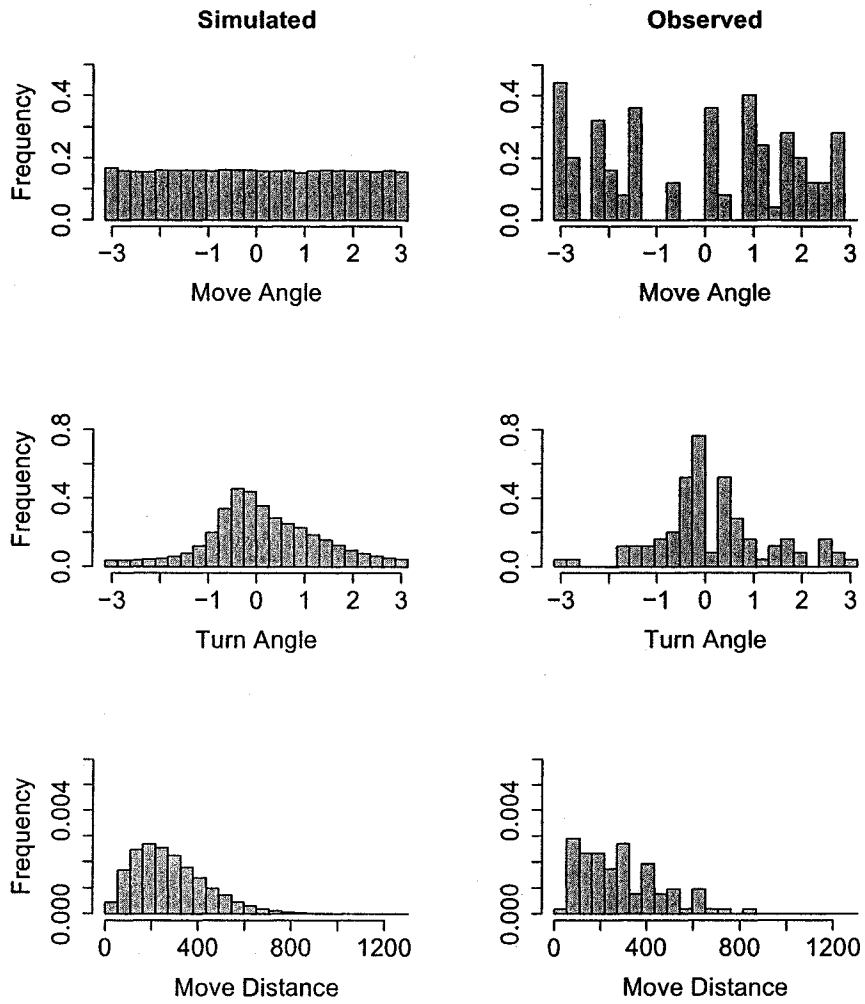 Simulated
Observed
Frequency
0.0 0.2 0.4
-3 -1 0 1 2 3
Move Angle
0.0 0.2 0.4
-3 -1 0 1 2 3
Move Angle
Frequency
0.0 0.4 0.8
-3 -1 0 1 2 3
Turn Angle
0.0 0.4 0.8
-3 -1 0 1 2 3
Turn Angle
Frequency
0.000 0.004
0 400 800 1200
Move Distance
0.000 0.004
0 400 800 1200
Move Distance